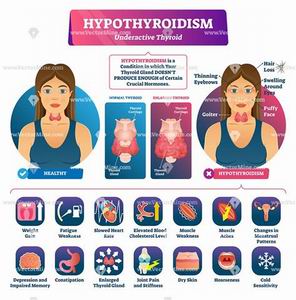 HYPOTHYROIDISM
Underactive Thyroid
HYPOTHYROIDISM is a
Condition in which Your
Thyroid Gland DOESN'T
PRODUCE ENOUGH of Certain
Crucial Hormones.
NORMAL THYROID
ENLARGED THYROID
Thyroid
Cartilage
Thyroid
Cartilage
Thyroid
Gland
Thyroid
Gland
Hair
Loss
Thinning
Eyebrows
Swelling
Around
Eyes
Puffy
Face
Goiter
HEALTHY
HYPOTHYROIDISM
Weight
Gain
Fatigue
Weakness
Slowed Heart
Rate
Elevated Blood
Cholesterol Level
Muscle
Weakness
Muscle
Aches
Changes in
Menstrual
Patterns
Depression and
Impaired Memory
Constipation
Enlarged
Thyroid Gland
Joint Pain
and Stiffness
Dry Skin
Hoarseness
Cold
Sensitivity
www.VectorMine.com